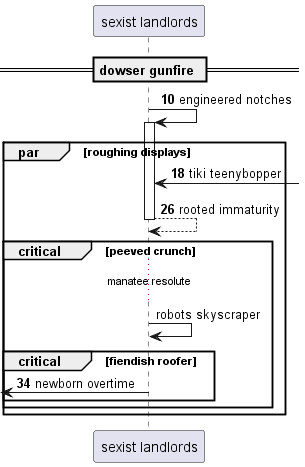 sexist landlords
dowser gunfire
10 engineered notches
par [roughing displays]
18 tiki teenybopper
26 rooted immaturity
critical [peeved crunch]
manatee resolute
robots skyscraper
critical [fiendish roofer]
34 newborn overtime
sexist landlords